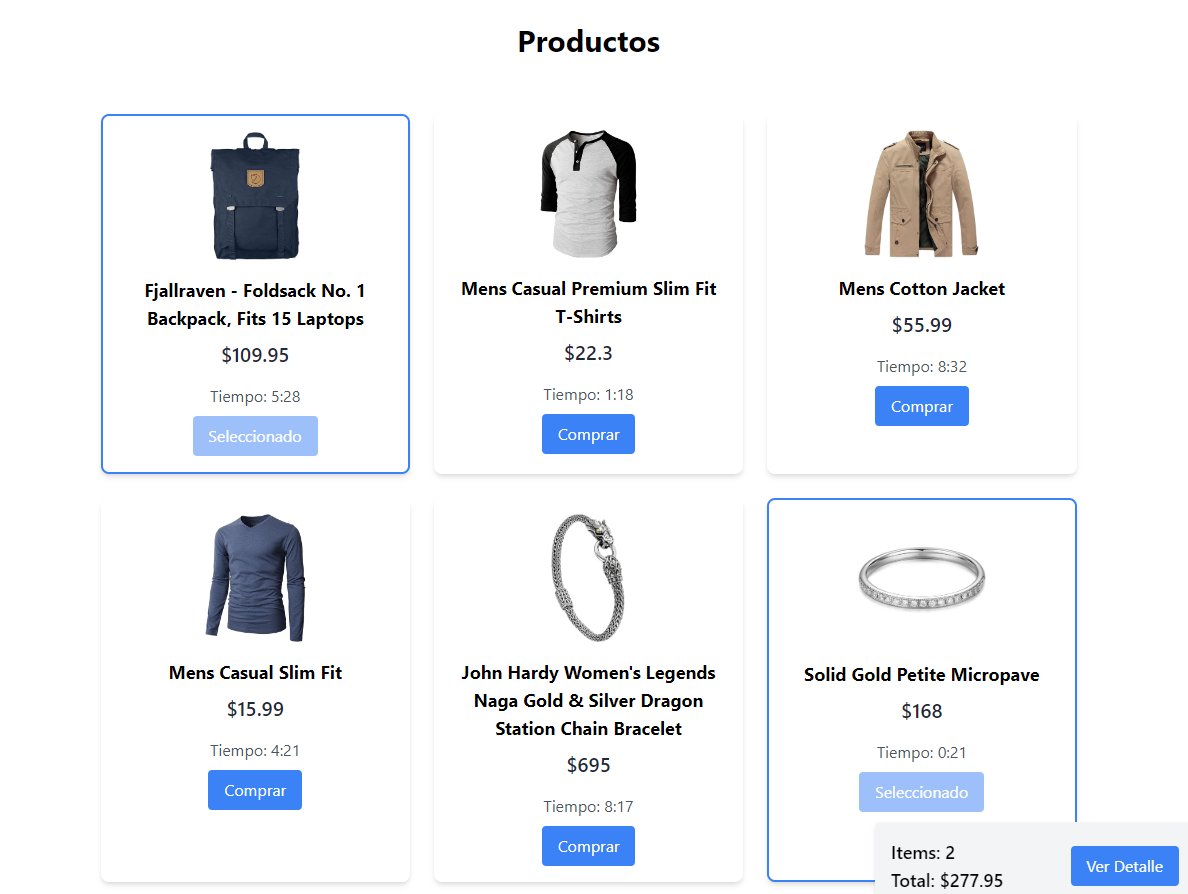 Productos
Fjallraven - Foldsack No. 1
Backpack, Fits 15 Laptops
$109.95
Tiempo: 5:28
Seleccionado
Mens Casual Premium Slim Fit
T-Shirts
$22.3
Tiempo: 1:18
Comprar
Mens Cotton Jacket
$55.99
Tiempo: 8:32
Comprar
Mens Casual Slim Fit
$15.99
Tiempo: 4:21
Comprar
John Hardy Women's Legends
Naga Gold & Silver Dragon
Station Chain Bracelet
$695
Tiempo: 8:17
Comprar
Solid Gold Petite Micropave
$168
Tiempo: 0:21
Seleccionado
Items: 2
Total: $277.95
Ver Detalle